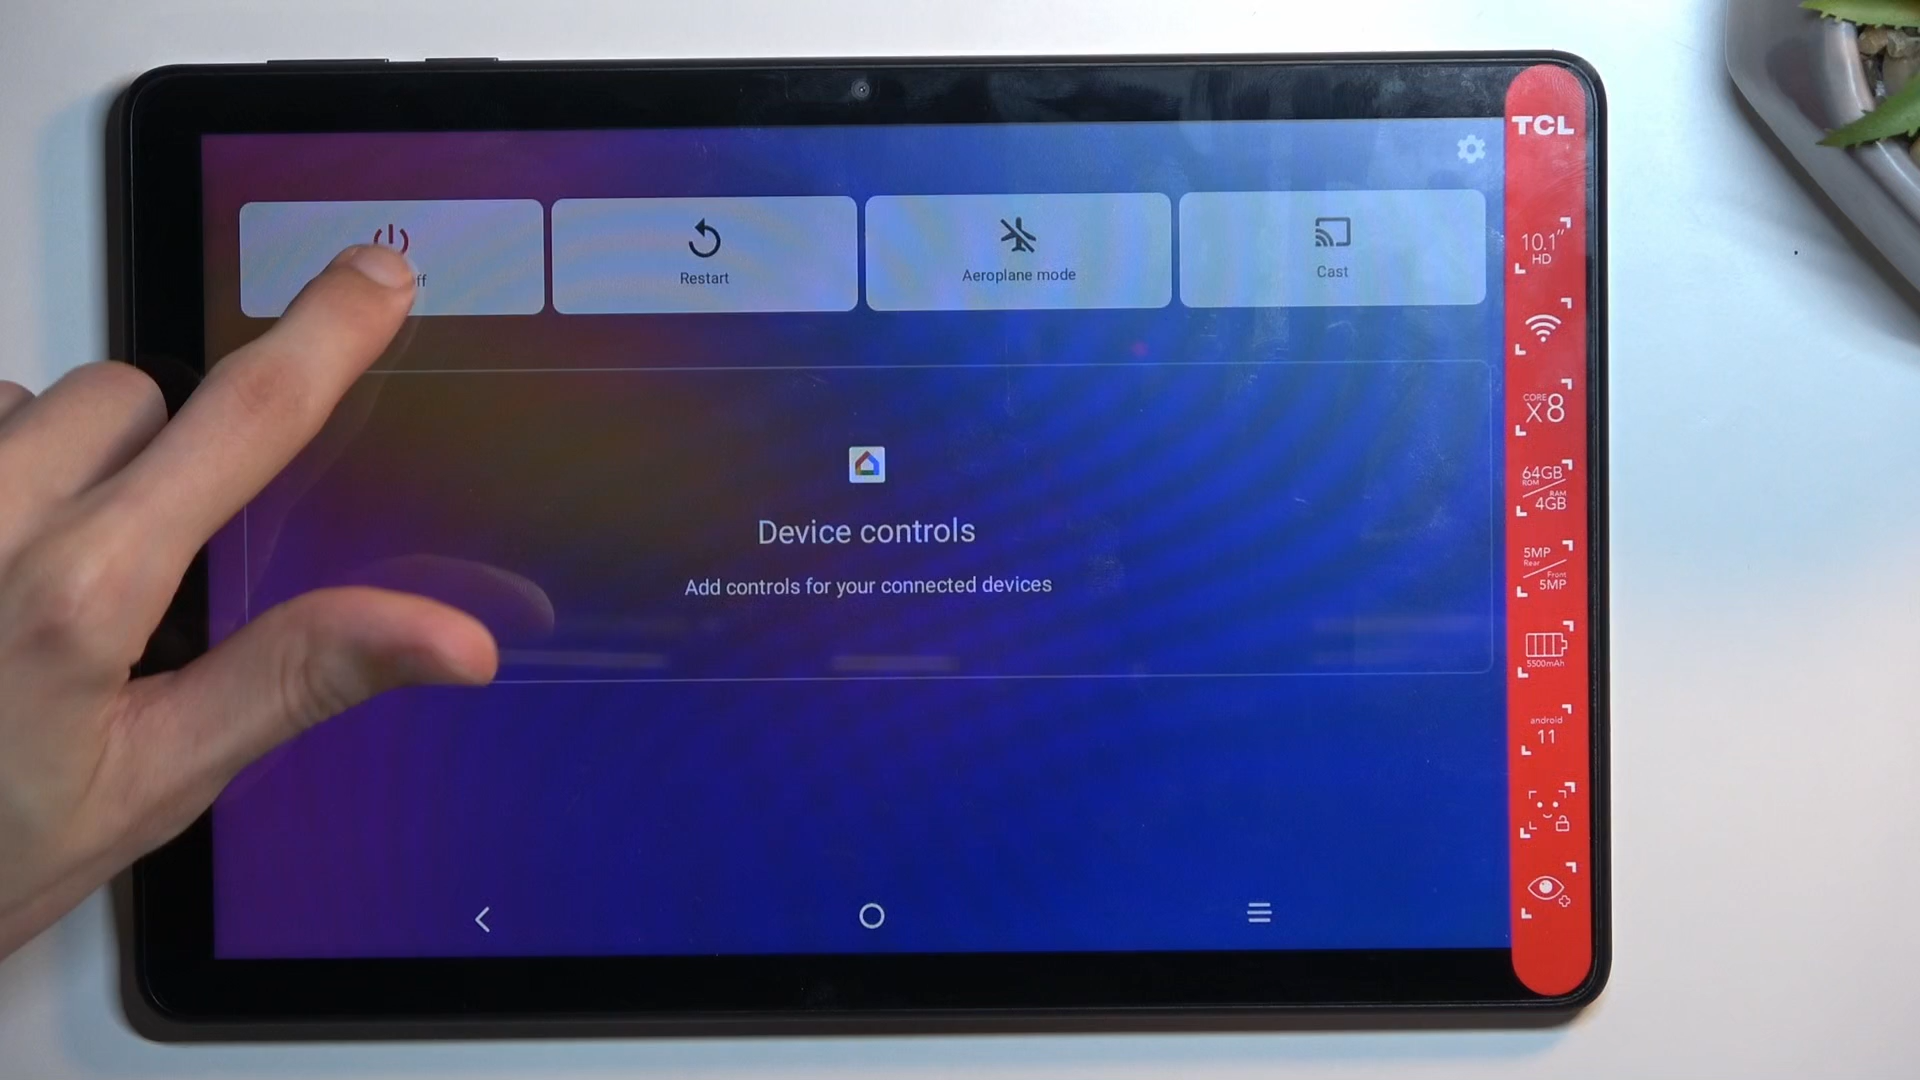 TCL
ff
Restart
Aeroplane mode
Cast
10.1"
HD
CORE
X8
64GB
ROM
RAM
4GB
Device controls
Add controls for your connected devices
5MP
Rear
Front
5MP
5500mAh
android
11